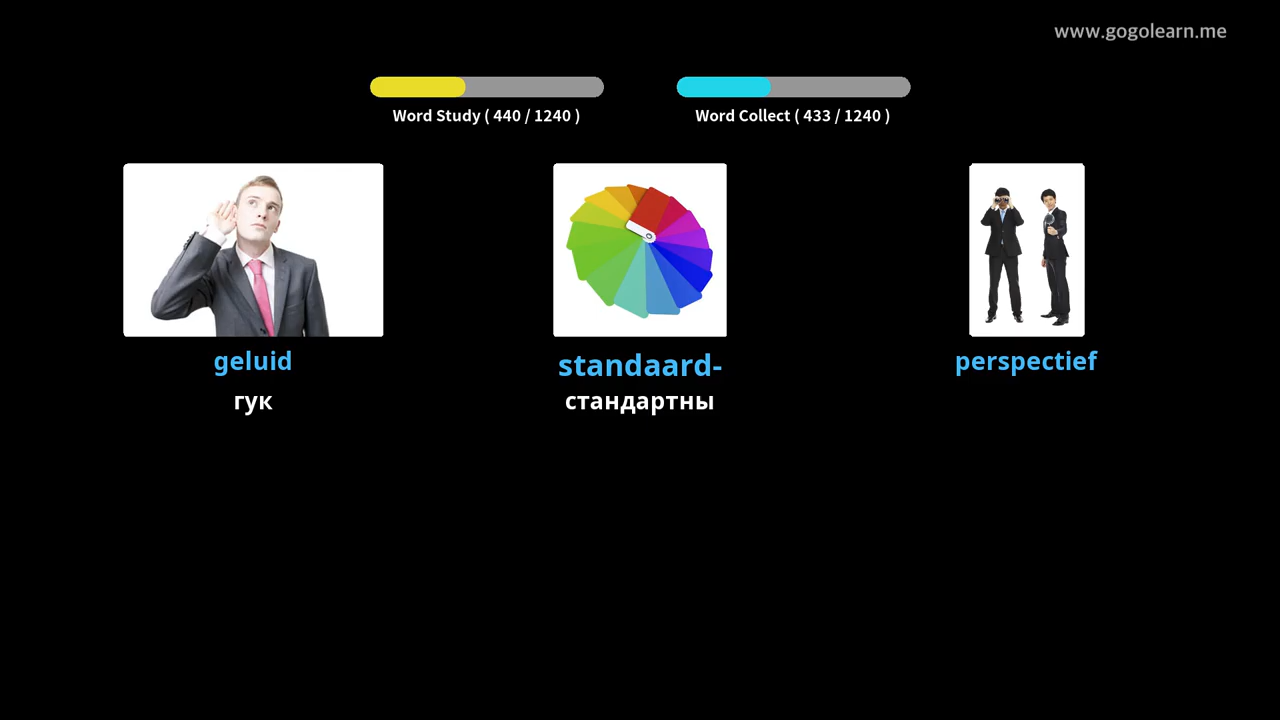 www.gogolearn.me
Word Study ( 440 / 1240 )
Word Collect ( 433 / 1240 )
geluid
гук
standaard-
стандартны
perspectief